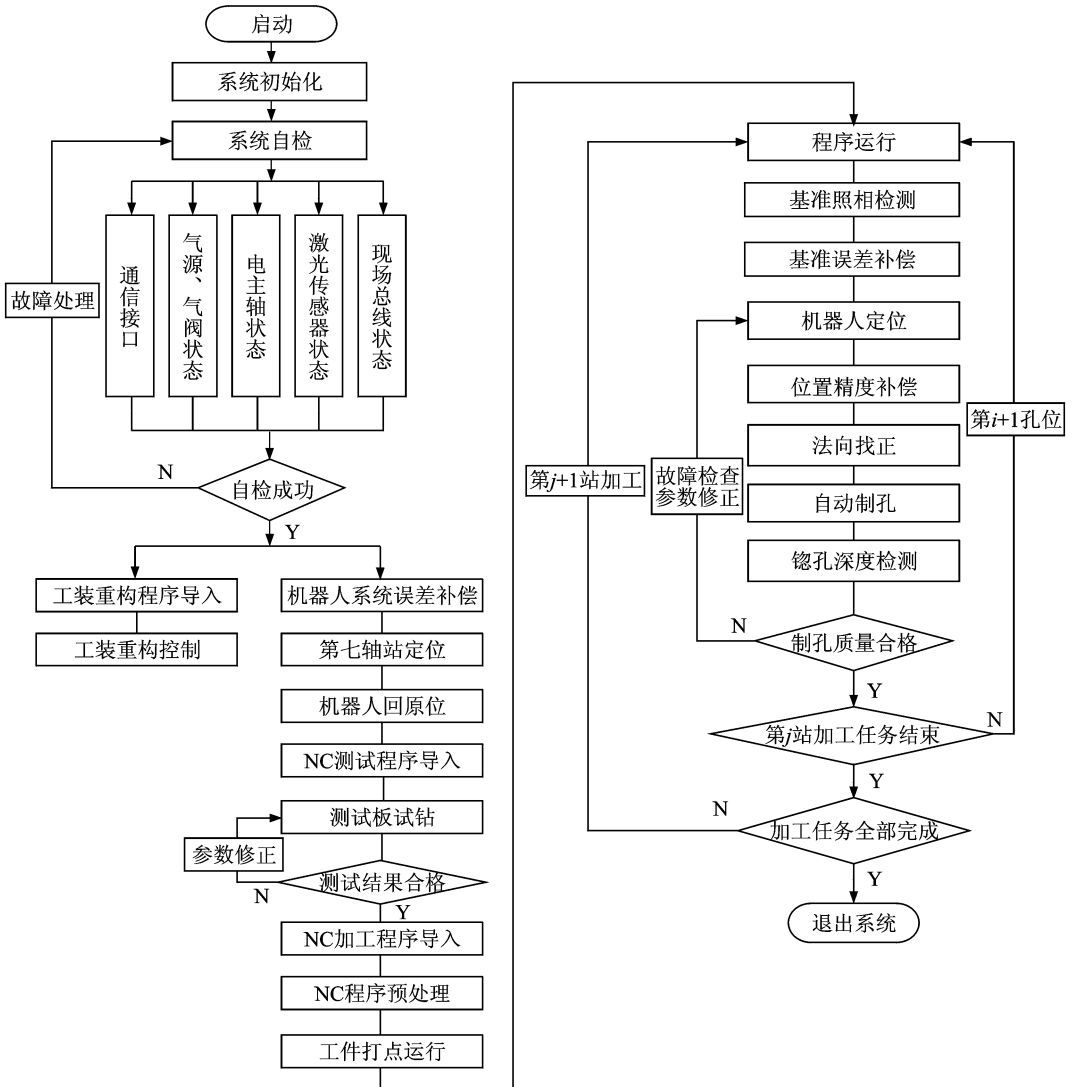 启动
系统初始化
系统自检
通信接口
气源、气阀状态
电主轴状态
激光传感器状态
现场总线状态
故障处理
N
自检成功
Y
工装重构程序导入
工装重构控制
机器人系统误差补偿
第七轴站定位
机器人回原位
NC测试程序导入
测试板试钻
参数修正
测试结果合格
N
Y
NC加工程序导入
NC程序预处理
工件打点运行
程序运行
基准照相检测
基准误差补偿
机器人定位
位置精度补偿
法向找正
自动制孔
锪孔深度检测
第i+1孔位
第j+1站加工
故障检查
参数修正
N
制孔质量合格
Y
第j站加工任务结束
N
Y
N
加工任务全部完成
Y
退出系统